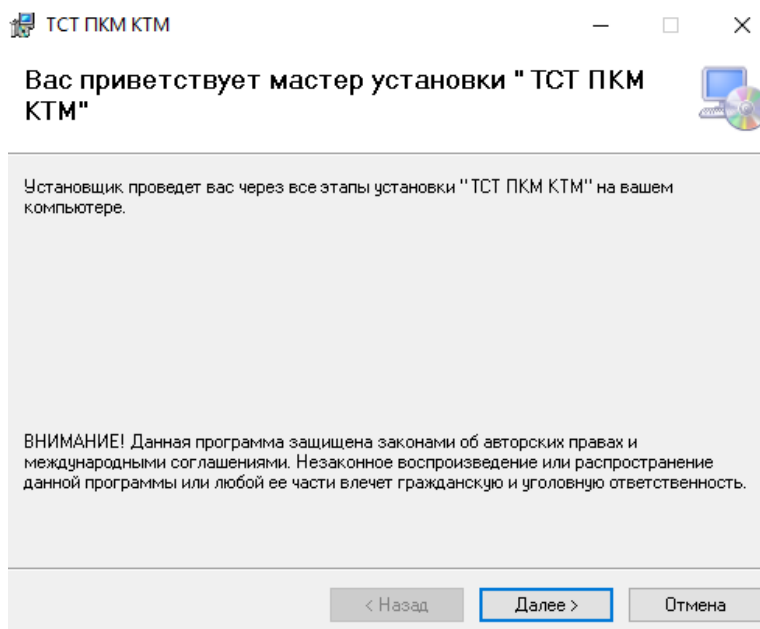 ТСТ ПКМ КТМ
Вас приветствует мастер установки " ТСТ ПКМ
КТМ"
Установщик проведет вас через все этапы установки " ТСТ ПКМ КТМ" на вашем
компьютере.
ВНИМАНИЕ! Данная программа защищена законами об авторских правах и
международными соглашениями. Незаконное воспроизведение или распространение
данной программы или любой ее части влечет гражданскую и уголовную ответственность.
< Назад Далее > Отмена